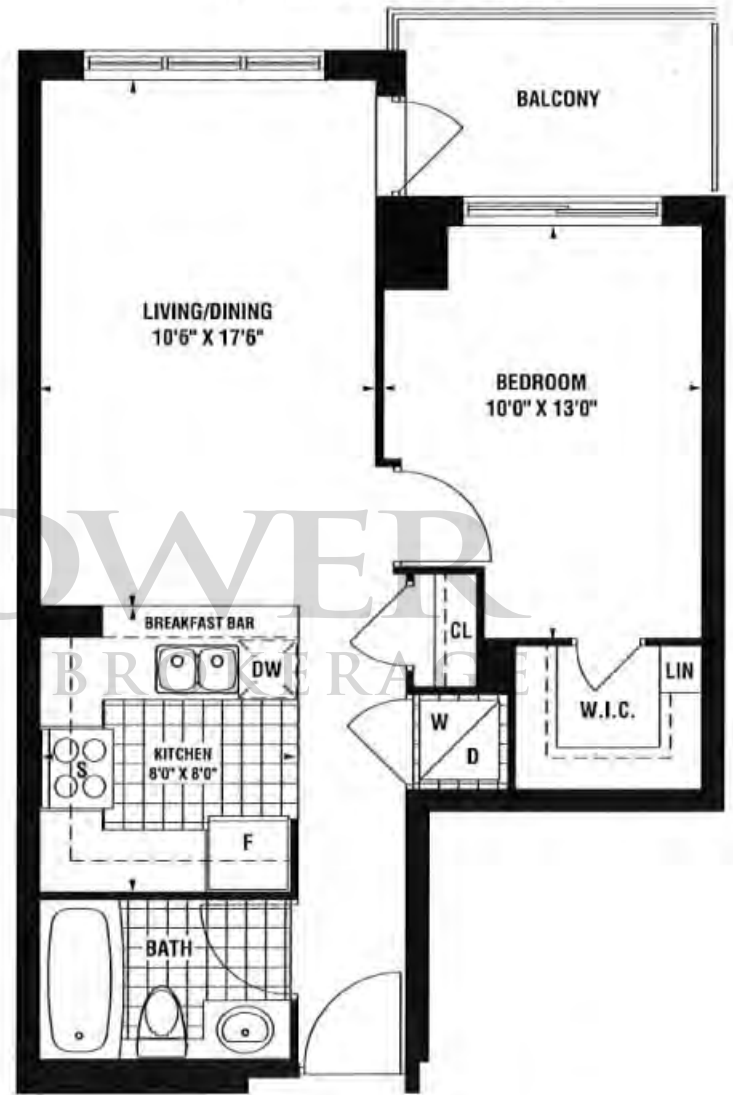 BALCONY
LIVING/DINING
10'6" X 17'6"
BEDROOM
10'0" X 13'0"
OWER
BROKERAGE
BREAKFAST BAR
CL
DW
LIN
W.I.C.
W
D
KITCHEN
8'0" X 8'0"
S
F
BATH